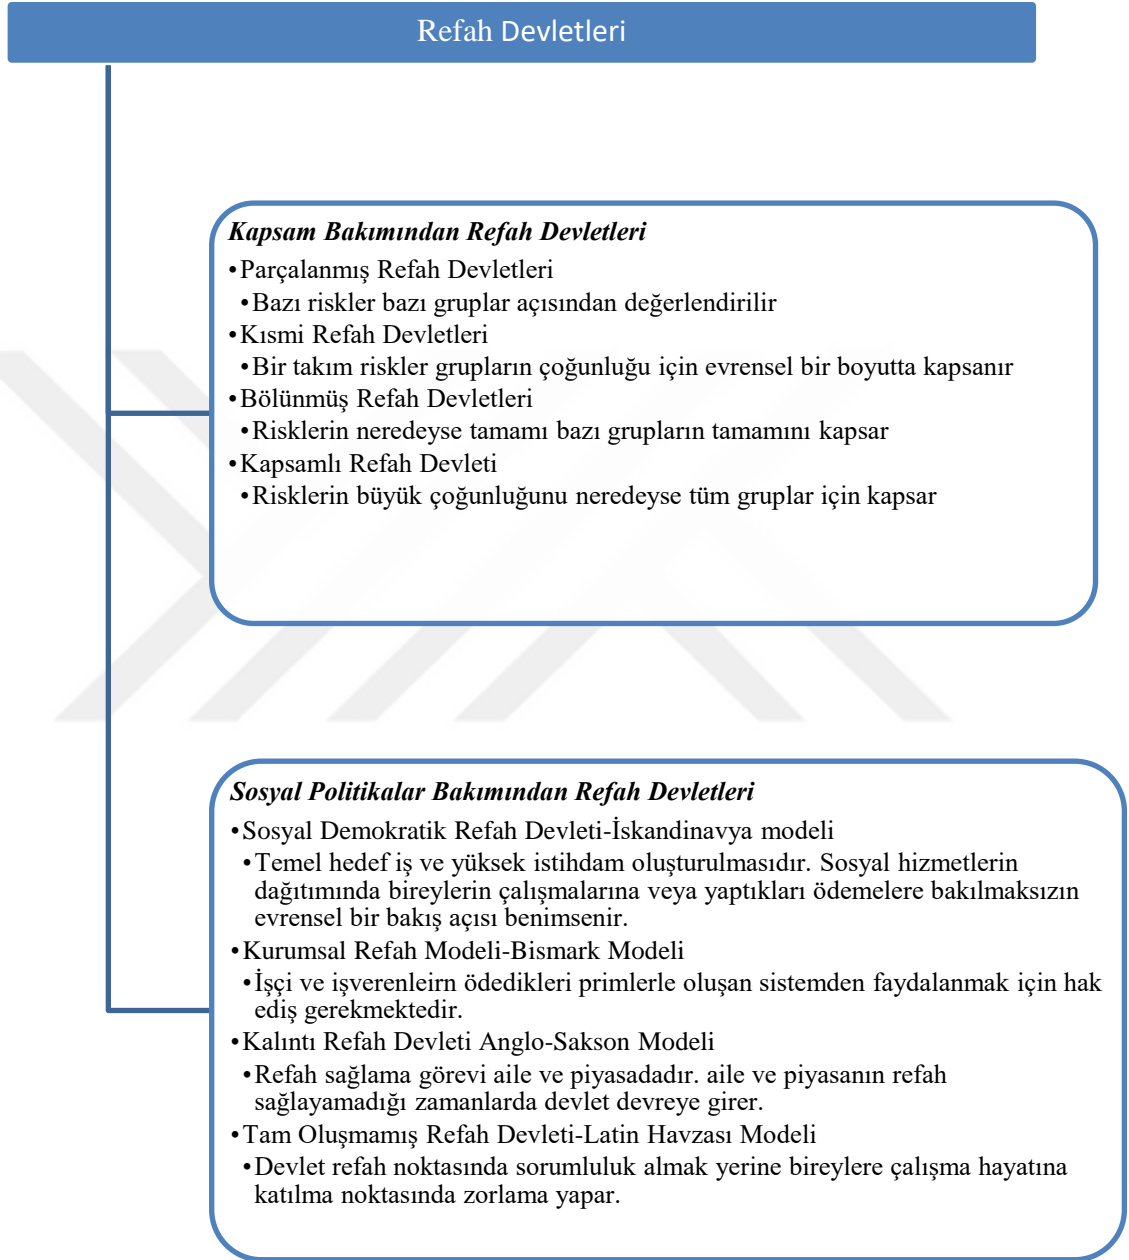 Refah Devletleri
Kapsam Bakımından Refah Devletleri
•Parçalanmış Refah Devletleri
•Bazı riskler bazı gruplar açısından değerlendirilir
•Kısmi Refah Devletleri
•Bir takım riskler grupların çoğunluğu için evrensel bir boyutta kapsanır
•Bölünmüş Refah Devletleri
•Risklerin neredeyse tamamı bazı grupların tamamını kapsar
•Kapsamlı Refah Devleti
•Risklerin büyük çoğunluğunu neredeyse tüm gruplar için kapsar
Sosyal Politikalar Bakımından Refah Devletleri
•Sosyal Demokratik Refah Devleti-İskandinavya modeli
•Temel hedef iş ve yüksek istihdam oluşturulmasıdır. Sosyal hizmetlerin
dağıtımında bireylerin çalışmalarına veya yaptıkları ödemelere bakılmaksızın
evrensel bir bakış açısı benimsenir.
•Kurumsal Refah Modeli-Bismark Modeli
•İşçi ve işverenleirn ödedikleri primlerle oluşan sistemden faydalanmak için hak
ediş gerekmektedir.
•Kalıntı Refah Devleti Anglo-Sakson Modeli
•Refah sağlama görevi aile ve piyasadadır. aile ve piyasanın refah
sağlayamadığı zamanlarda devlet devreye girer.
•Tam Oluşmamış Refah Devleti-Latin Havzası Modeli
•Devlet refah noktasında sorumluluk almak yerine bireylere çalışma hayatına
katılma noktasında zorlama yapar.